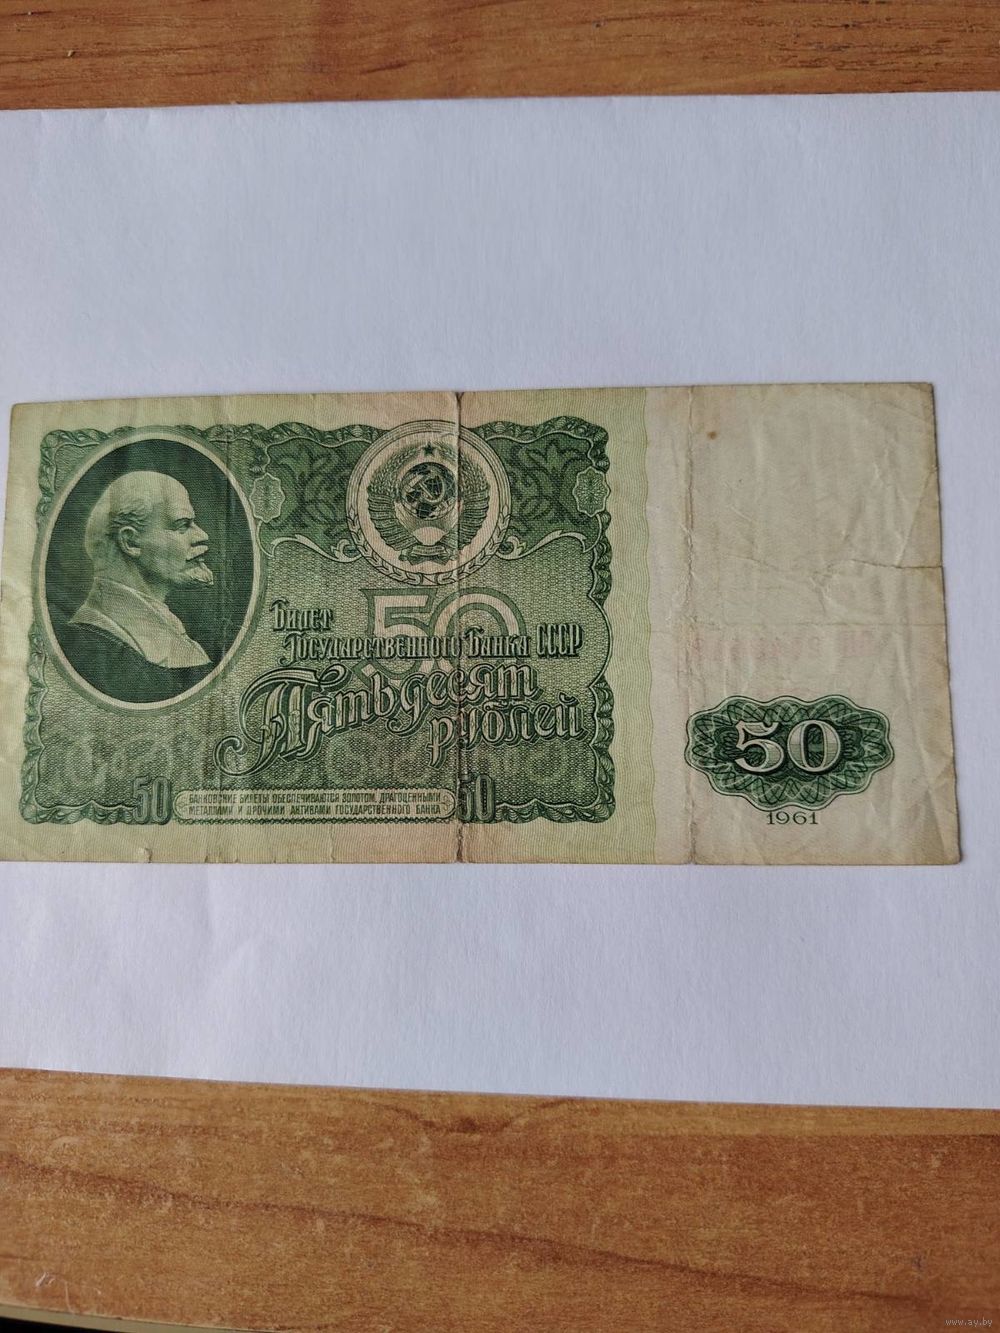 50
Билет
Государственного Банка СССР
Пятьдесят
рублей
50
БАНКОВСКИЕ БИЛЕТЫ ОБЕСПЕЧИВАЮТСЯ ЗОЛОТОМ, ДРАГОЦЕННЫМИ
МЕТАЛЛАМИ И ПРОЧИМИ АКТИВАМИ ГОСУДАРСТВЕННОГО БАНКА
50
50
1961
www.ay.by